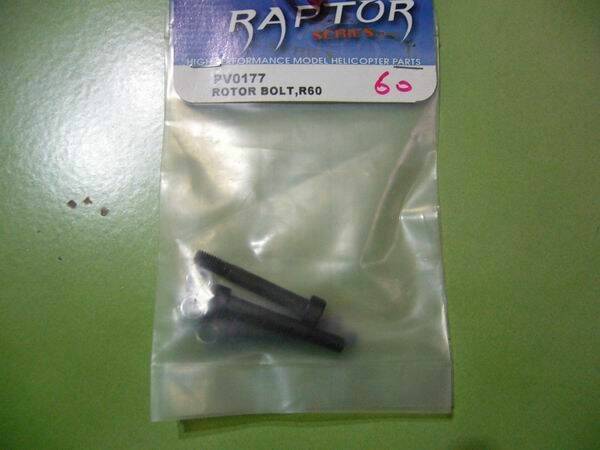 RAPTOR
SERIES
HIGH PERFORMANCE MODEL HELICOPTER PARTS
PV0177
ROTOR BOLT,R60
60